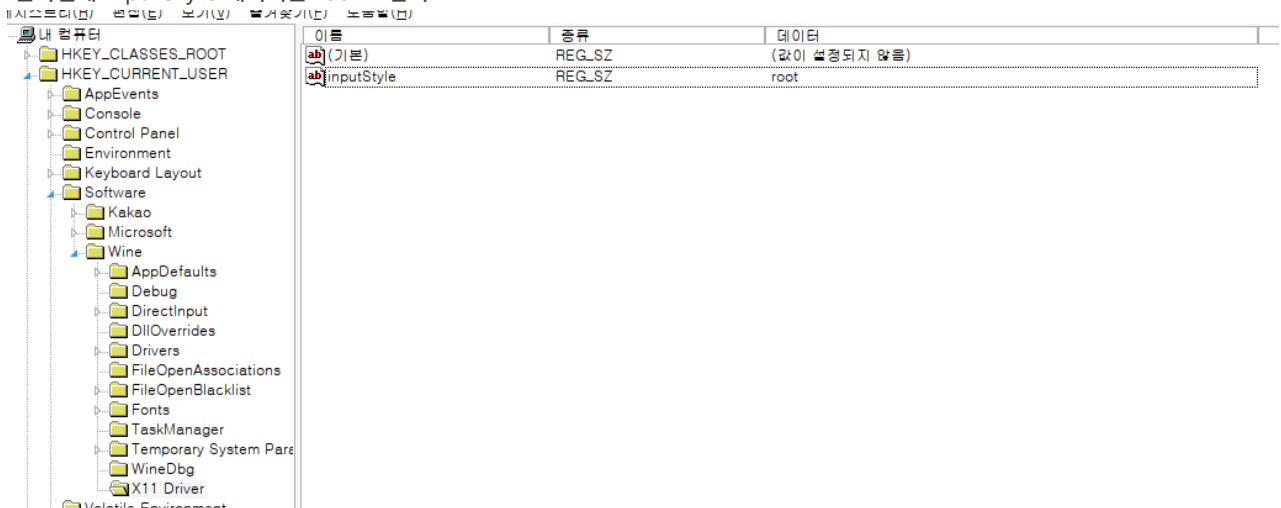 내 컴퓨터
HKEY_CLASSES_ROOT
HKEY_CURRENT_USER
AppEvents
Console
Control Panel
Environment
Keyboard Layout
Software
Kakao
Microsoft
Wine
AppDefaults
Debug
DirectInput
DllOverrides
Drivers
FileOpenAssociations
FileOpenBlacklist
Fonts
TaskManager
Temporary System Para
WineDbg
X11 Driver
Volatile Environment
이름 종류 데이터
(기본) REG_SZ (값이 설정되지 않음)
inputStyle REG_SZ root